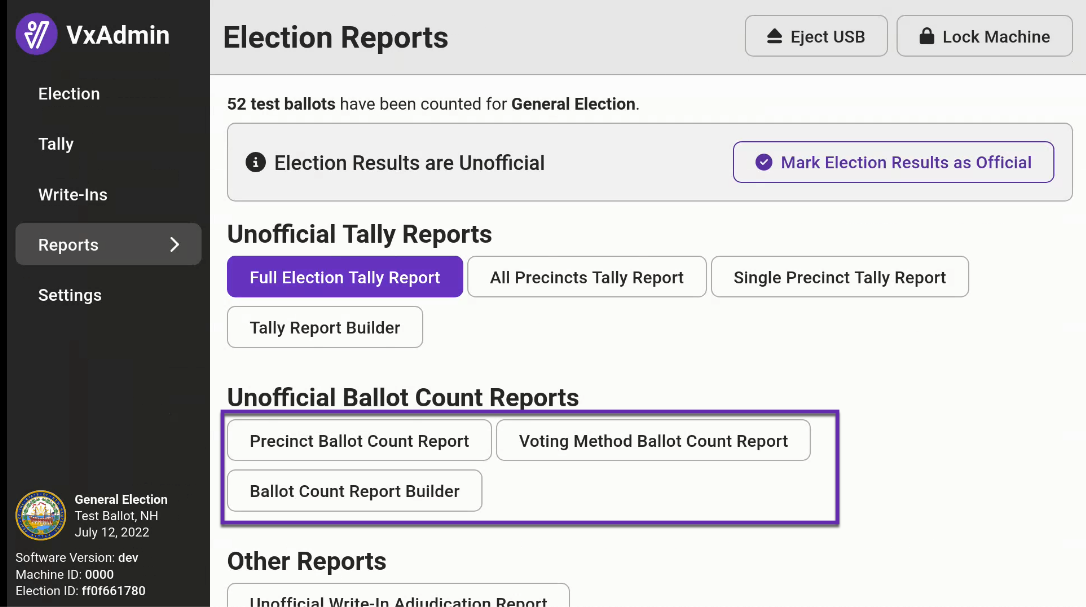 VxAdmin
Election
Tally
Write-Ins
Reports
Settings
General Election
Test Ballot, NH
July 12, 2022
Software Version: dev
Machine ID: 0000
Election ID: ff0f661780
Election Reports
Eject USB
Lock Machine
52 test ballots have been counted for General Election.
Election Results are Unofficial
Mark Election Results as Official
Unofficial Tally Reports
Full Election Tally Report
All Precincts Tally Report
Single Precinct Tally Report
Tally Report Builder
Unofficial Ballot Count Reports
Precinct Ballot Count Report
Voting Method Ballot Count Report
Ballot Count Report Builder
Other Reports
Unofficial Write-In Adjudication Report